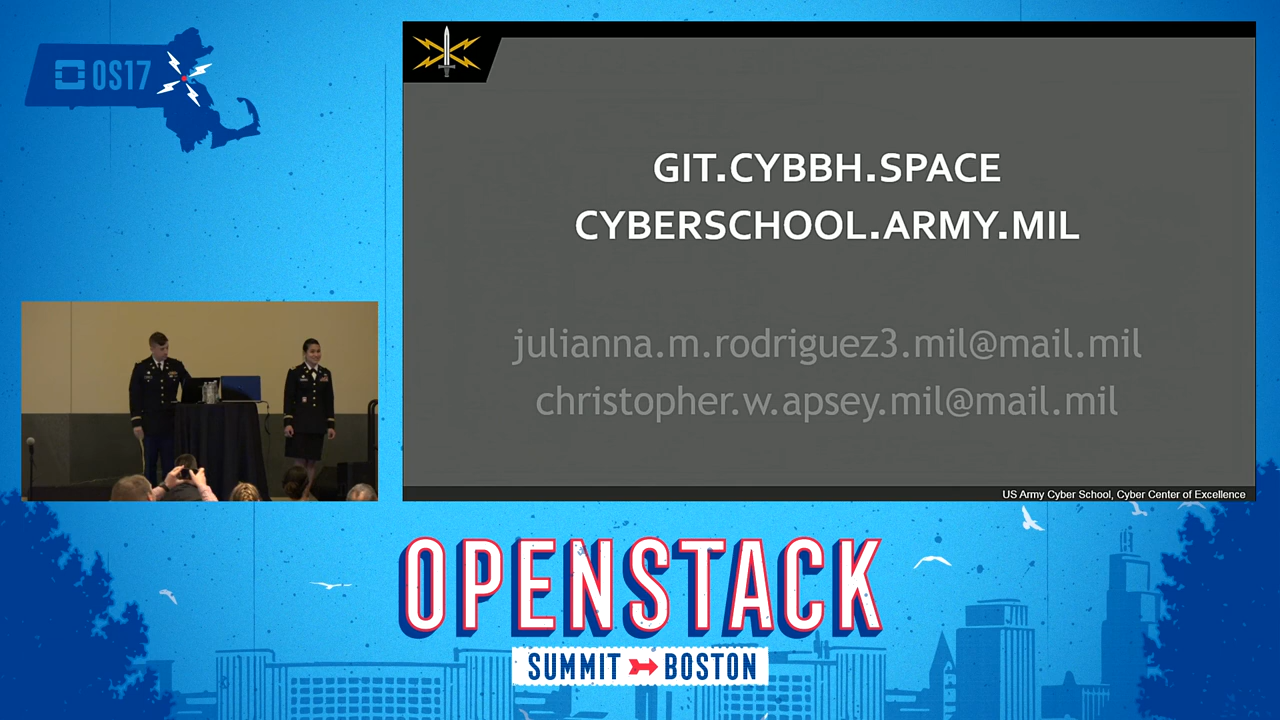 OS17
GIT.CYBBH.SPACE
CYBERSCHOOL.ARMY.MIL
julianna.m.rodriguez3.mil@mail.mil
christopher.w.apsey.mil@mail.mil
US Army Cyber School, Cyber Center of Excellence
OPENSTACK
SUMMIT BOSTON